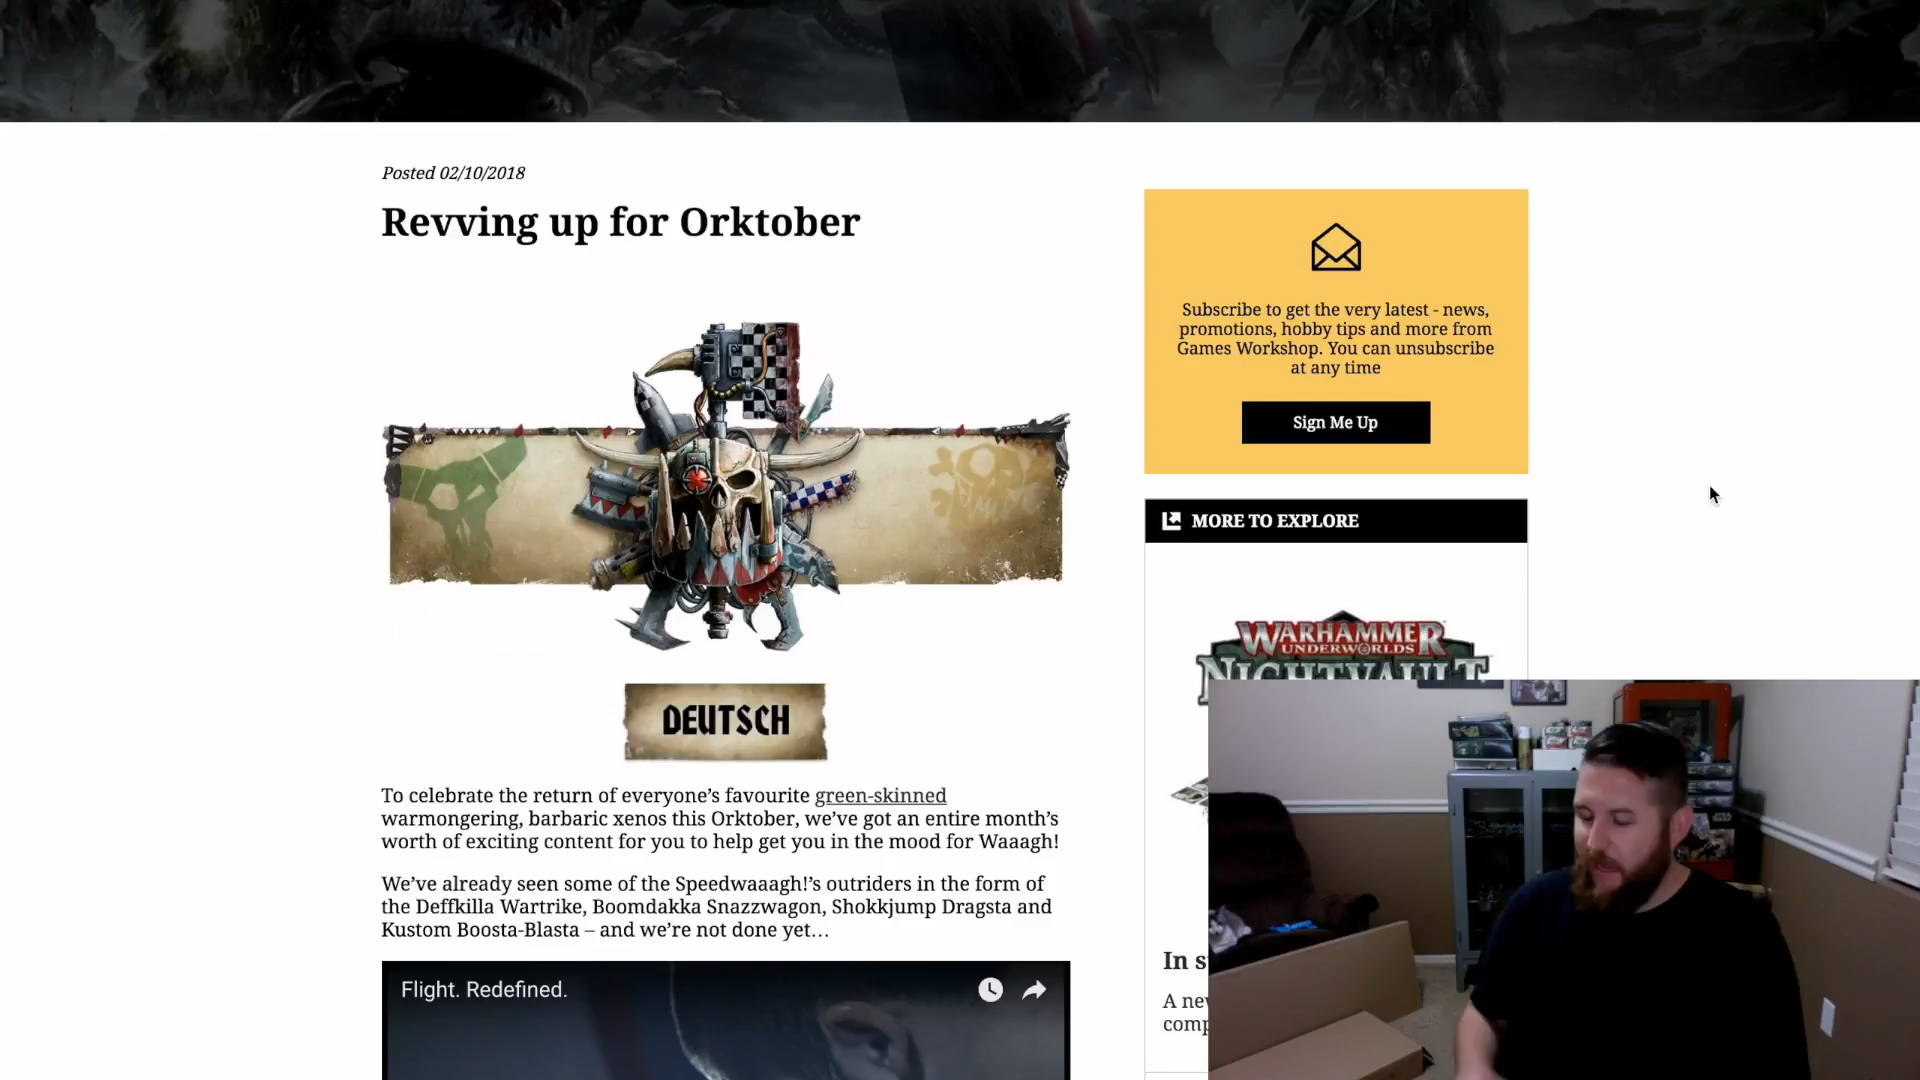 Posted 02/10/2018
Revving up for Orktober
DEUTSCH
To celebrate the return of everyone's favourite green-skinned
warmongering, barbaric xenos this Orktober, we've got an entire month's
worth of exciting content for you to help get you in the mood for Waaagh!
We've already seen some of the Speedwaaagh!'s outriders in the form of
the Deffkilla Wartrike, Boomdakka Snazzwagon, Shokkjump Dragsta and
Kustom Boosta-Blasta – and we're not done yet…
Flight. Redefined.
Subscribe to get the very latest - news,
promotions, hobby tips and more from
Games Workshop. You can unsubscribe
at any time
Sign Me Up
MORE TO EXPLORE
WARHAMMER
UNDERWORLDS
NIGHTVAULT
In s
A ne
comp